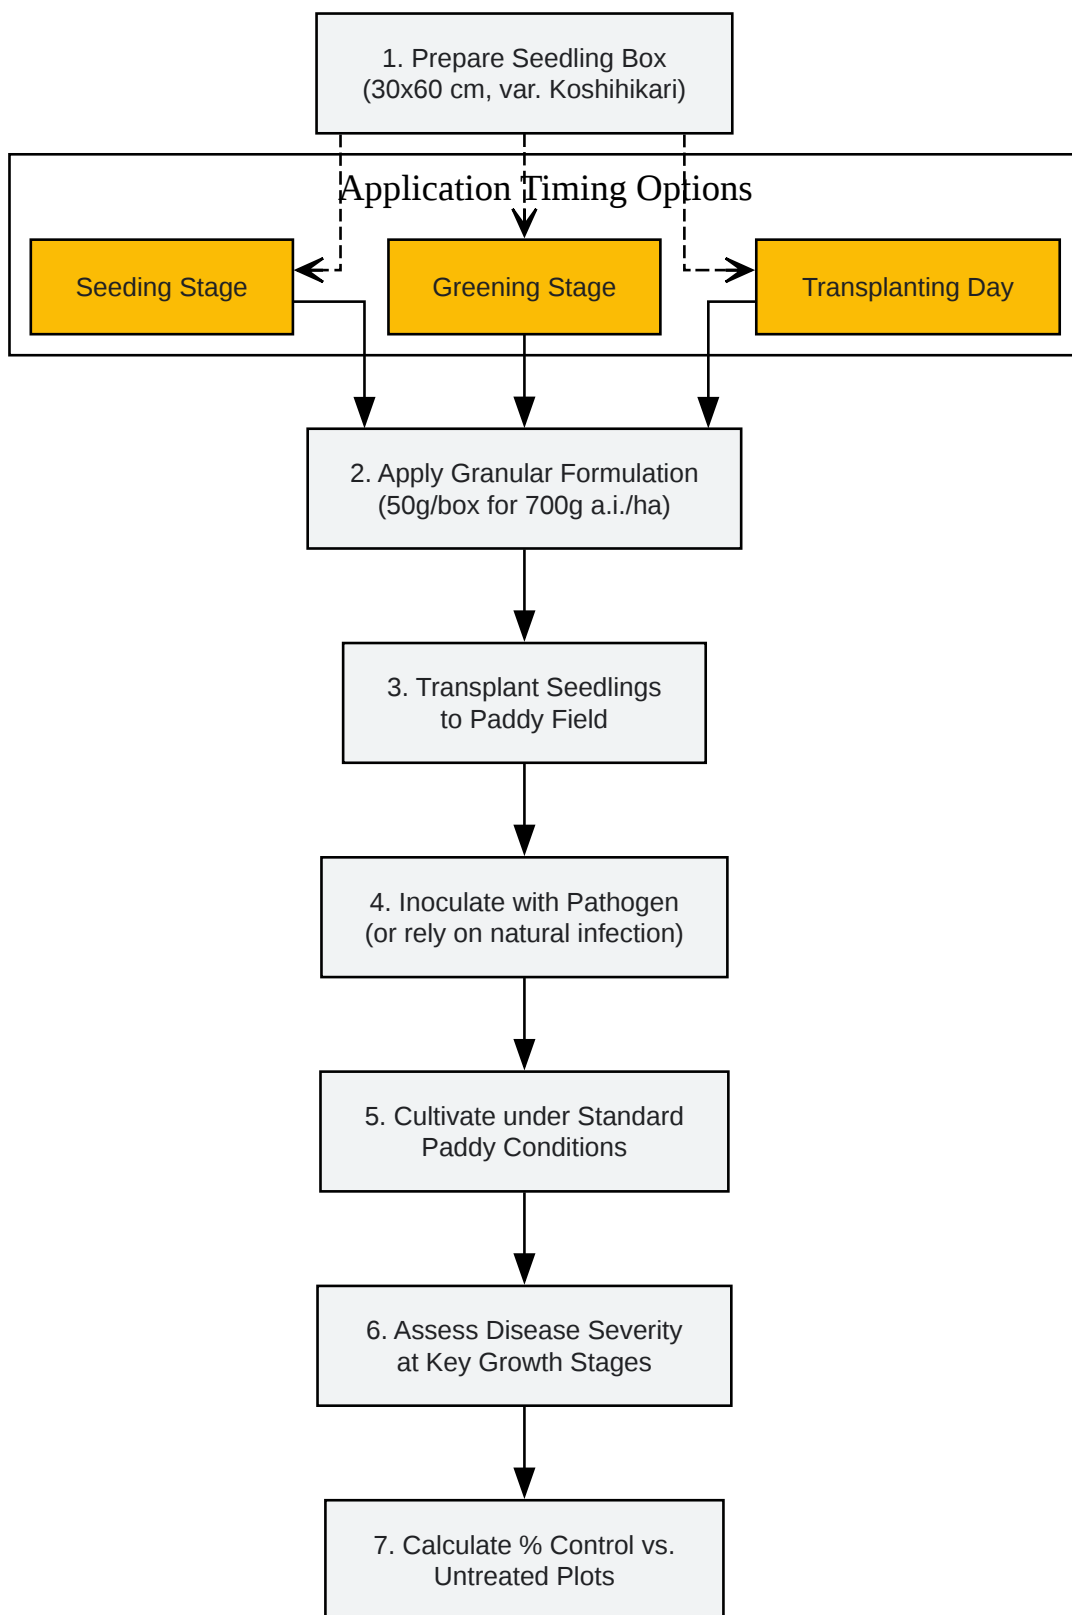 1. Prepare Seedling Box
(30x60 cm, var. Koshihikari)
Application Timing Options
Seeding Stage
Greening Stage
Transplanting Day
2. Apply Granular Formulation
(50g/box for 700g a.i./ha)
3. Transplant Seedlings
to Paddy Field
4. Inoculate with Pathogen
(or rely on natural infection)
5. Cultivate under Standard
Paddy Conditions
6. Assess Disease Severity
at Key Growth Stages
7. Calculate % Control vs.
Untreated Plots